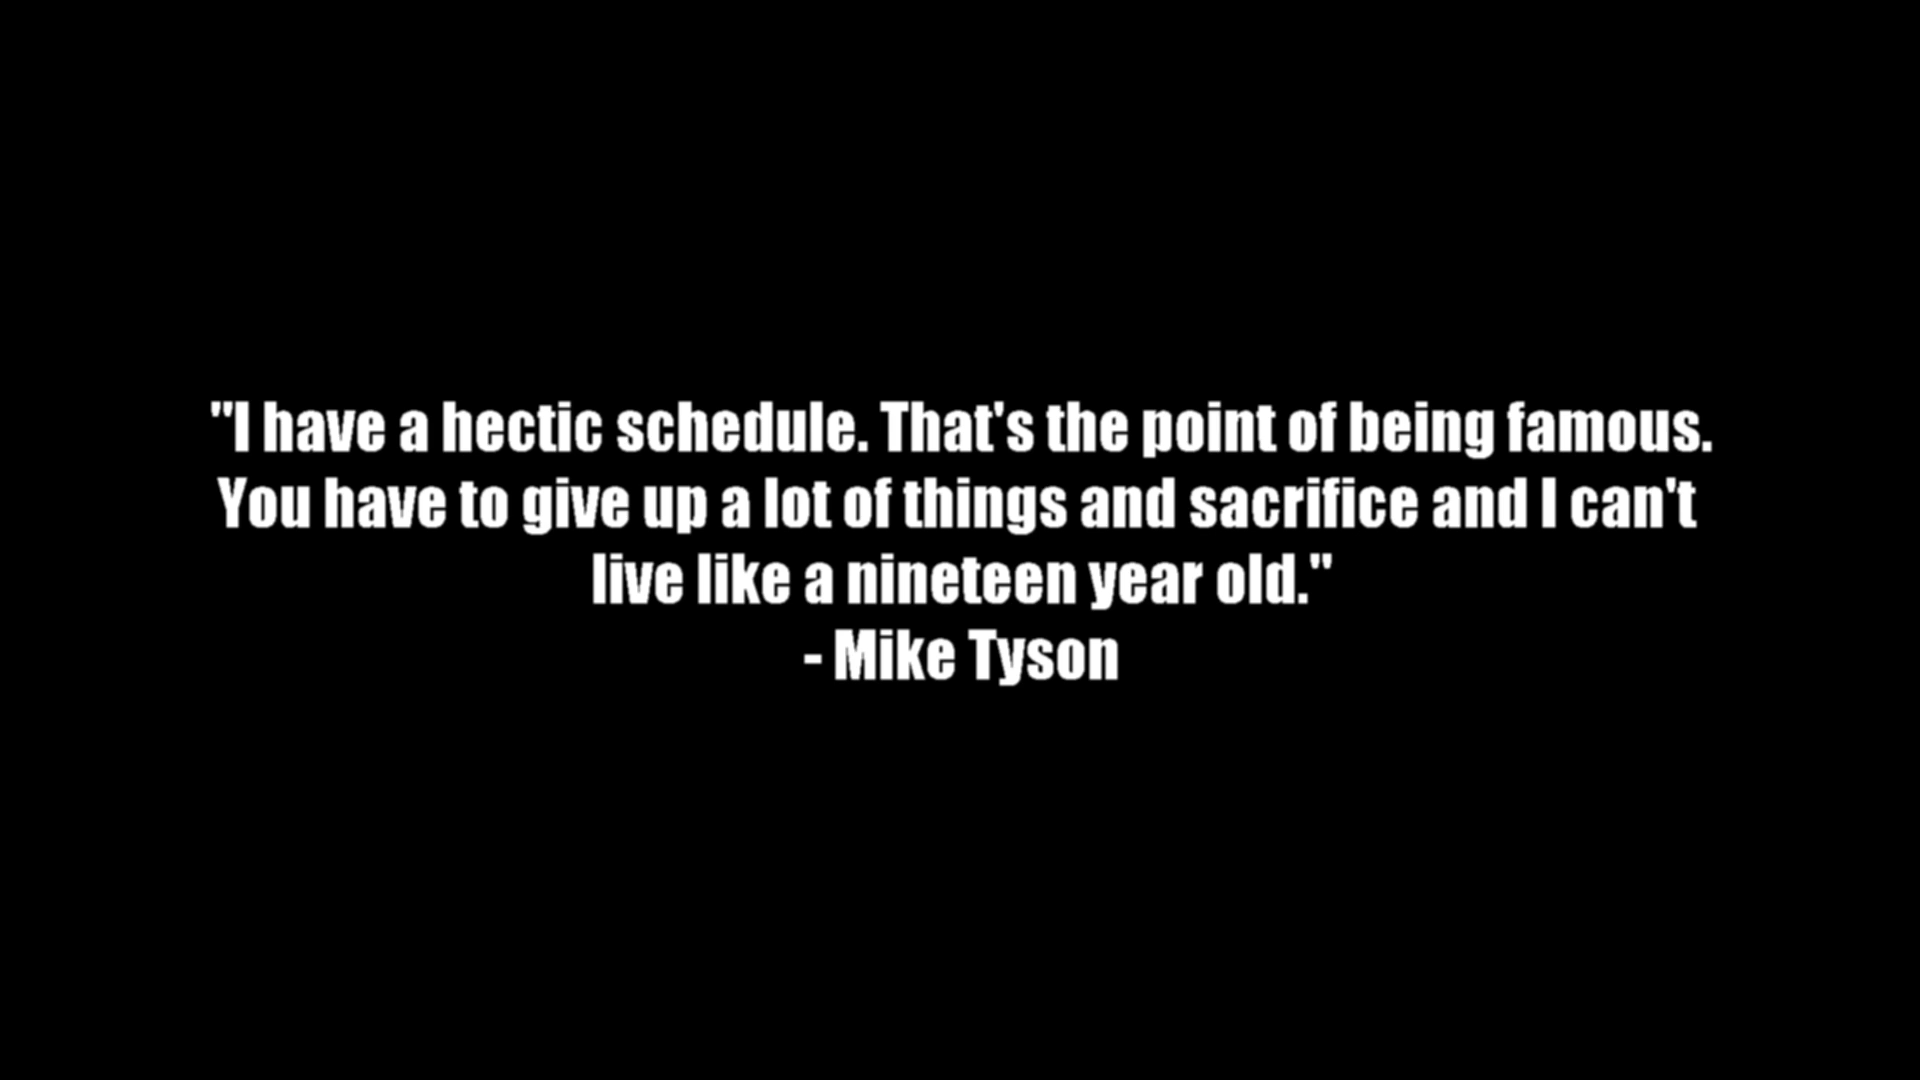 "I have a hectic schedule. That's the point of being famous.
You have to give up a lot of things and sacrifice and I can't
live like a nineteen year old."
- Mike Tyson